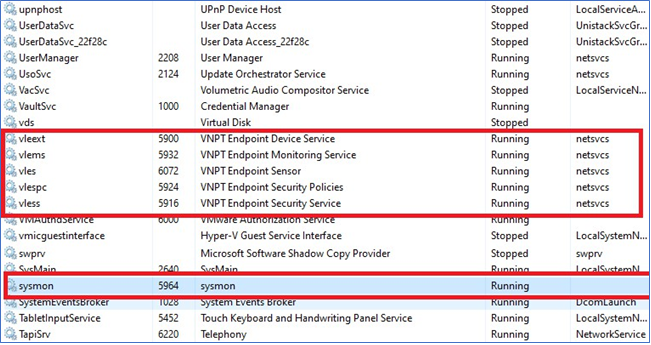 upnphost UPnP Device Host Stopped LocalServiceA...
UserDataSvc User Data Access Stopped UnistackSvcGr...
UserDataSvc_22f28c User Data Access_22f28c Stopped UnistackSvcGr...
UserManager 2208 User Manager Running netsvcs
UsoSvc 2124 Update Orchestrator Service Running netsvcs
VacSvc Volumetric Audio Compositor Service Stopped LocalServiceN...
VaultSvc 1000 Credential Manager Running
vds Virtual Disk Stopped
vleext 5900 VNPT Endpoint Device Service Running netsvcs
vlems 5932 VNPT Endpoint Monitoring Service Running netsvcs
vles 6072 VNPT Endpoint Sensor Running netsvcs
vlespc 5924 VNPT Endpoint Security Policies Running netsvcs
vless 5916 VNPT Endpoint Security Service Running netsvcs
VMAuthdService 6000 VMware Authorization Service Running
vmicguestinterface Hyper-V Guest Service Interface Stopped LocalSystemN...
swprv Microsoft Software Shadow Copy Provider Stopped swprv
SysMain 2640 SysMain Running LocalSystemN...
sysmon 5964 sysmon Running
SystemEventsBroker 1028 System Events Broker Running DcomLaunch
TabletInputService 5452 Touch Keyboard and Handwriting Panel Service Running LocalSystemN...
TapiSrv 6220 Telephony Running NetworkService